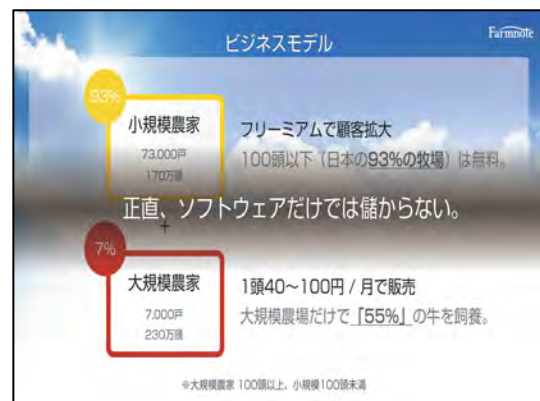 ビジネスモデル
Farmnote
93%
小規模農家
73,000戸
170万頭
フリーミアムで顧客拡大
100頭以下（日本の93%の牧場）は無料。
正直、ソフトウェアだけでは儲からない。
+
7%
大規模農家
7,000戸
230万頭
1頭40～100円 / 月で販売
大規模農場だけで「55%」の牛を飼養。
※大規模農家 100頭以上、小規模100頭未満